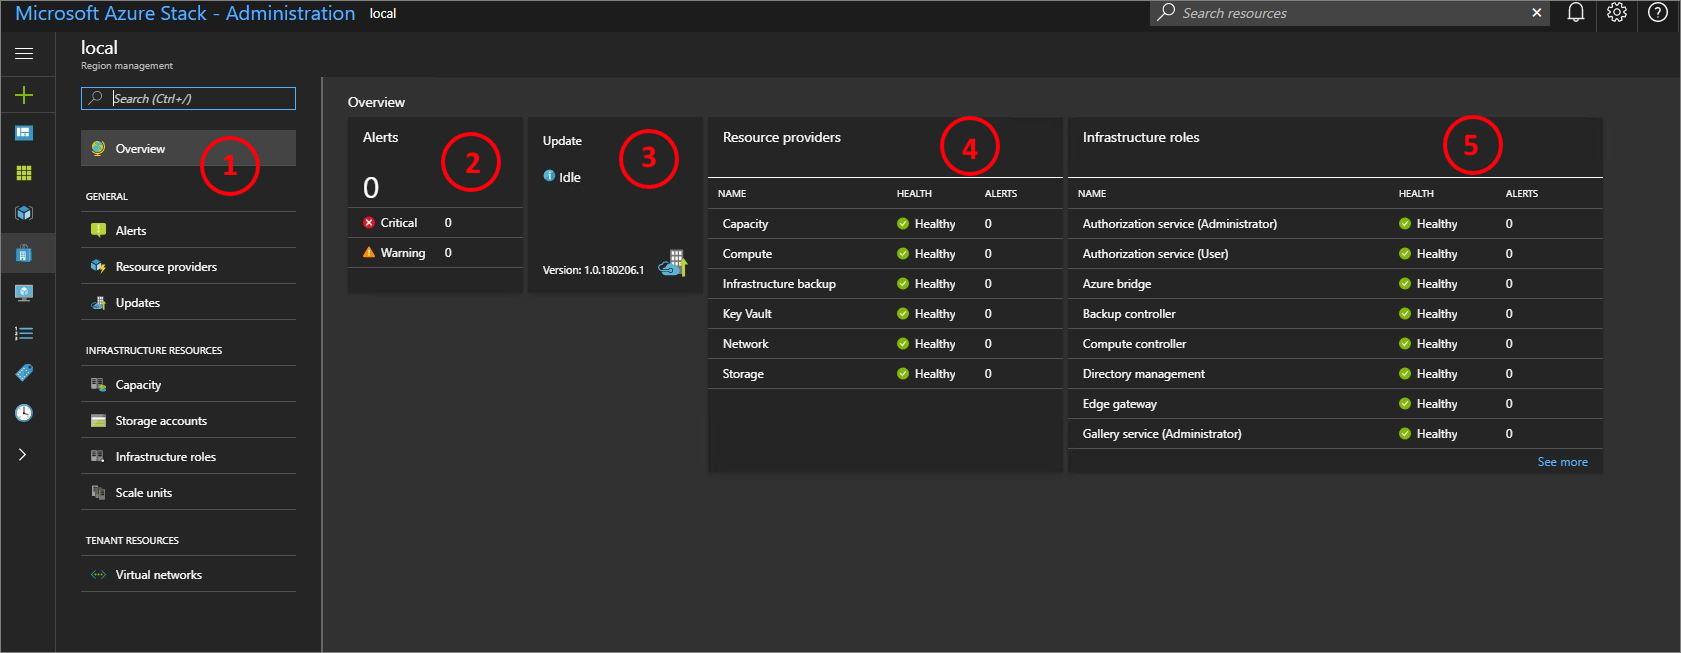 Microsoft Azure Stack - Administration local
Search resources
local
Region management
Search (Ctrl+/)
Overview
1
GENERAL
Alerts
Resource providers
Updates
INFRASTRUCTURE RESOURCES
Capacity
Storage accounts
Infrastructure roles
Scale units
TENANT RESOURCES
Virtual networks
Overview
Alerts
2
0
Critical 0
Warning 0
Update
3
Idle
Version: 1.0.180206.1
Resource providers
4
NAME HEALTH ALERTS
Capacity Healthy 0
Compute Healthy 0
Infrastructure backup Healthy 0
Key Vault Healthy 0
Network Healthy 0
Storage Healthy 0
Infrastructure roles
5
NAME HEALTH ALERTS
Authorization service (Administrator) Healthy 0
Authorization service (User) Healthy 0
Azure bridge Healthy 0
Backup controller Healthy 0
Compute controller Healthy 0
Directory management Healthy 0
Edge gateway Healthy 0
Gallery service (Administrator) Healthy 0
See more